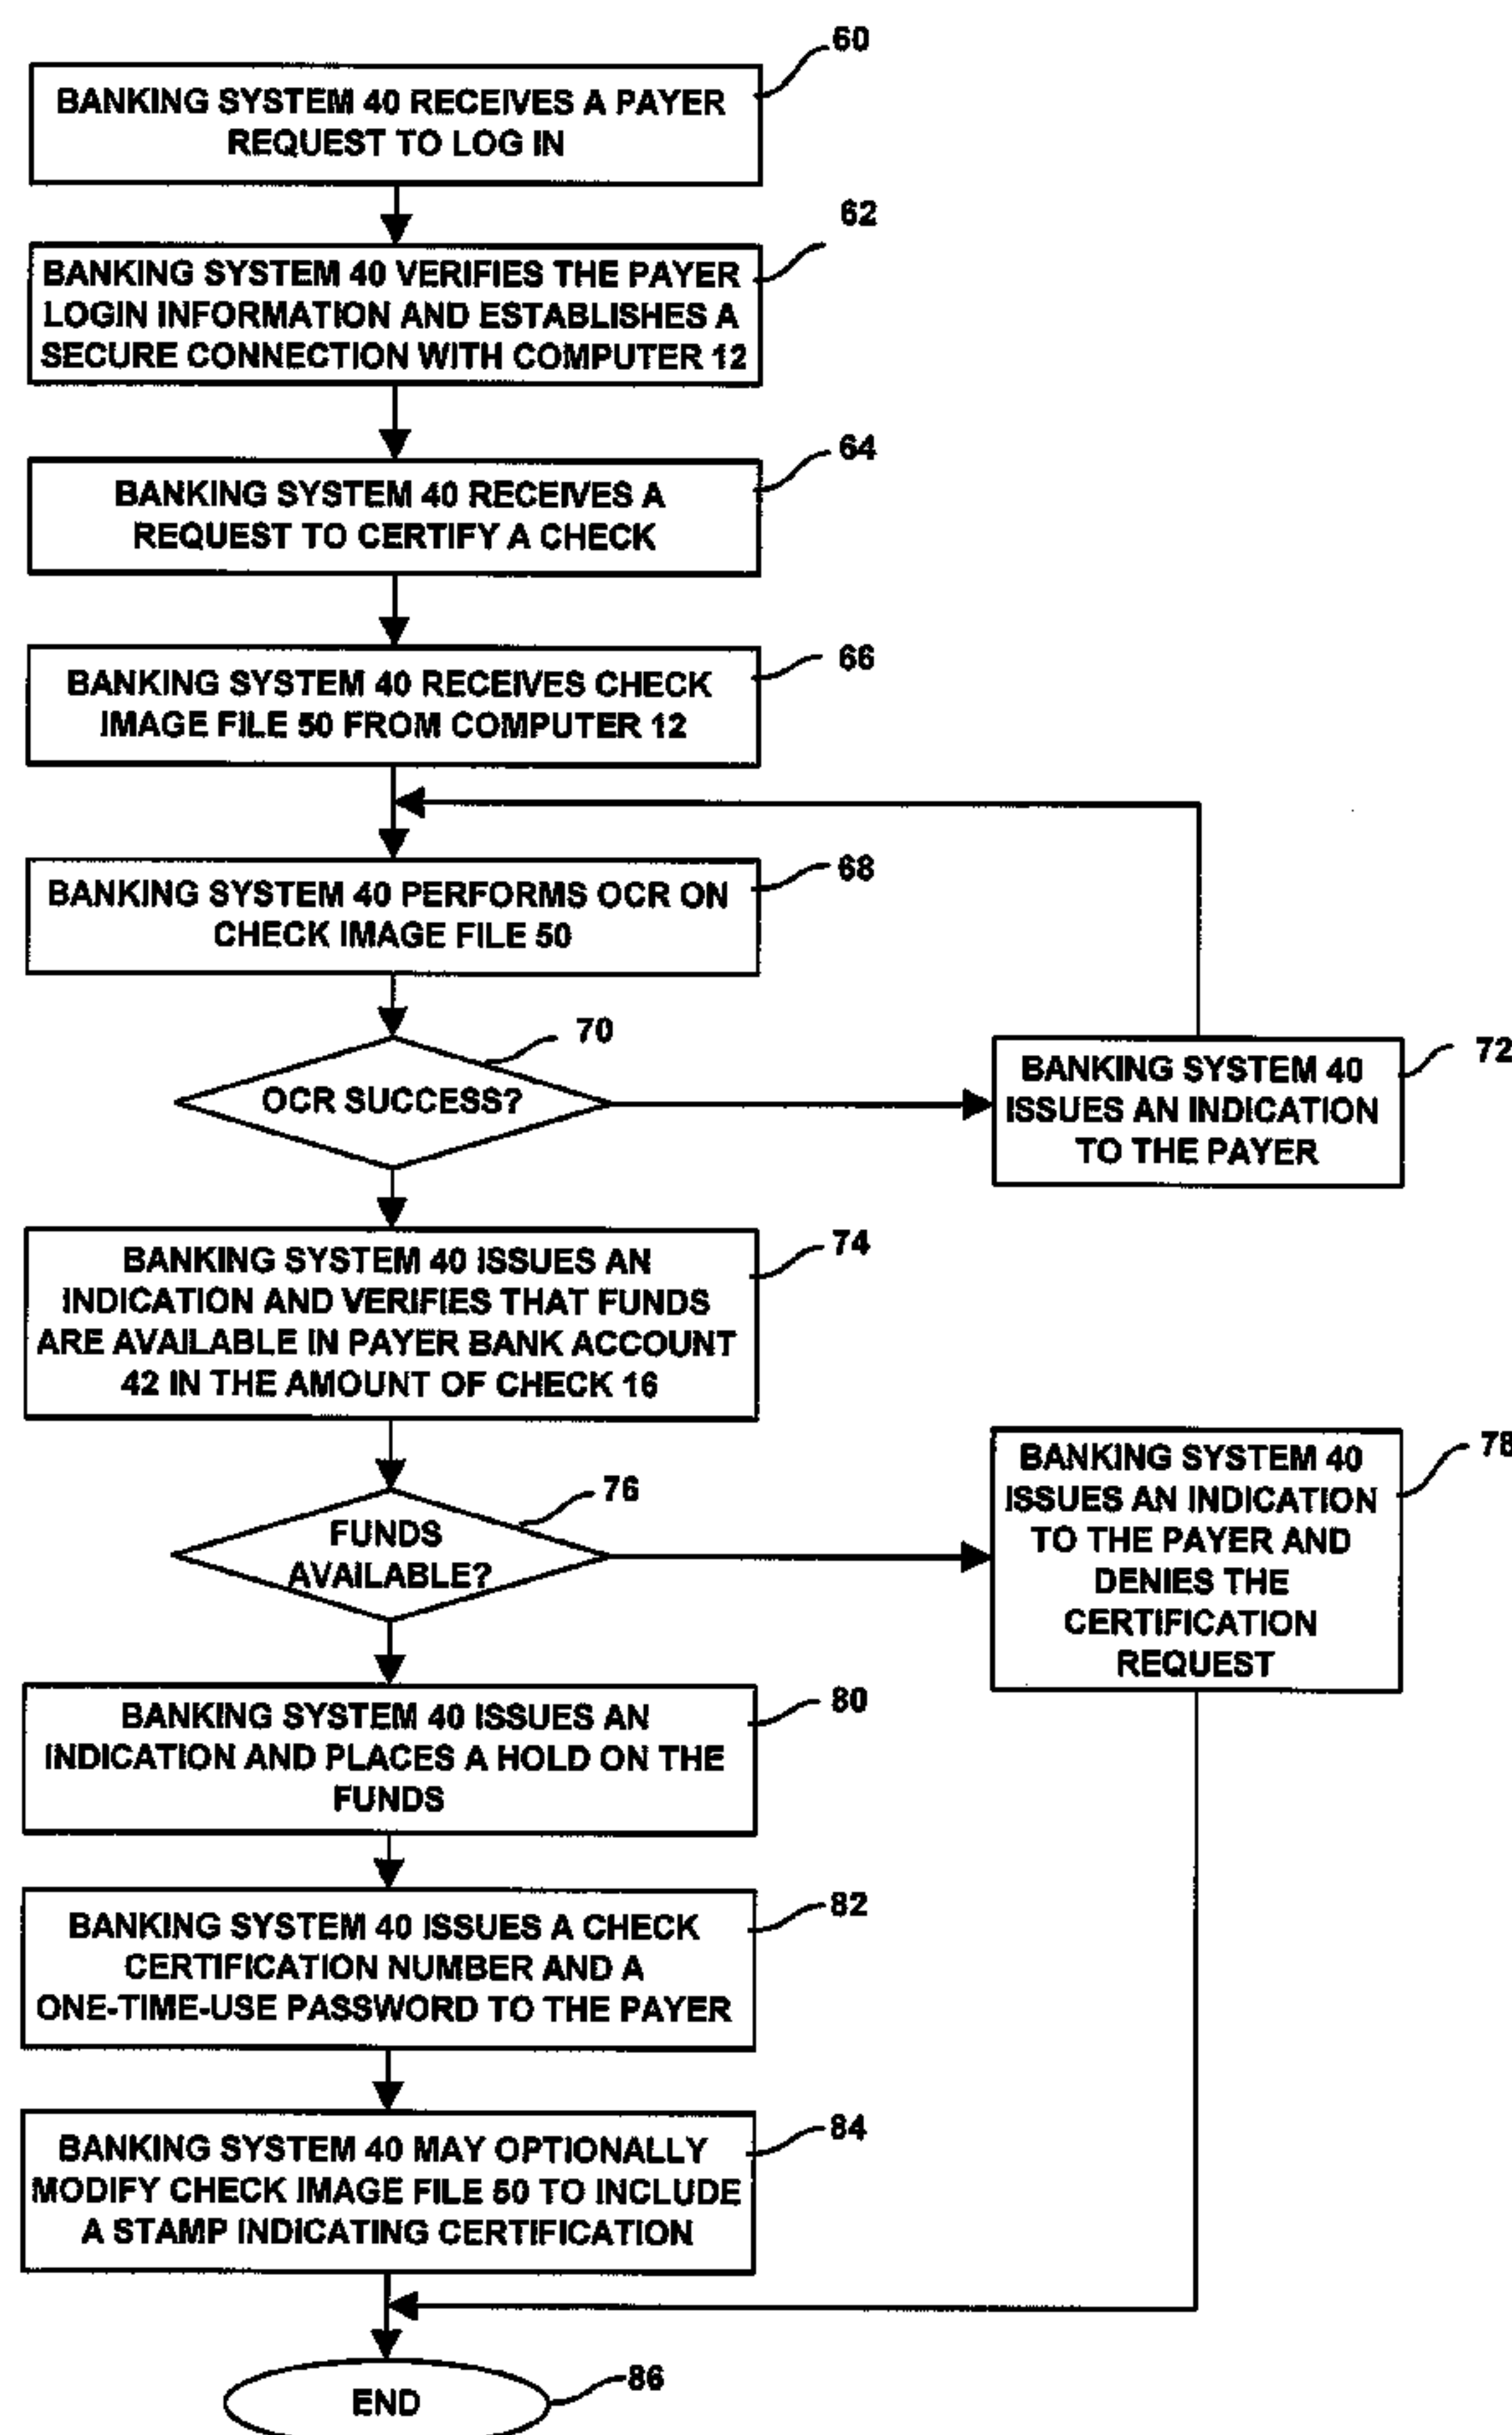 60
BANKING SYSTEM 40 RECEIVES A PAYER
REQUEST TO LOG IN
62
BANKING SYSTEM 40 VERIFIES THE PAYER
LOGIN INFORMATION AND ESTABLISHES A
SECURE CONNECTION WITH COMPUTER 12
64
BANKING SYSTEM 40 RECEIVES A
REQUEST TO CERTIFY A CHECK
66
BANKING SYSTEM 40 RECEIVES CHECK
IMAGE FILE 50 FROM COMPUTER 12
68
BANKING SYSTEM 40 PERFORMS OCR ON
CHECK IMAGE FILE 50
70
OCR SUCCESS?
72
BANKING SYSTEM 40
ISSUES AN INDICATION
TO THE PAYER
74
BANKING SYSTEM 40 ISSUES AN
INDICATION AND VERIFIES THAT FUNDS
ARE AVAILABLE IN PAYER BANK ACCOUNT
42 IN THE AMOUNT OF CHECK 16
76
FUNDS
AVAILABLE?
78
BANKING SYSTEM 40
ISSUES AN INDICATION
TO THE PAYER AND
DENIES THE
CERTIFICATION
REQUEST
80
BANKING SYSTEM 40 ISSUES AN
INDICATION AND PLACES A HOLD ON THE
FUNDS
82
BANKING SYSTEM 40 ISSUES A CHECK
CERTIFICATION NUMBER AND A
ONE-TIME-USE PASSWORD TO THE PAYER
84
BANKING SYSTEM 40 MAY OPTIONALLY
MODIFY CHECK IMAGE FILE 50 TO INCLUDE
A STAMP INDICATING CERTIFICATION
86
END